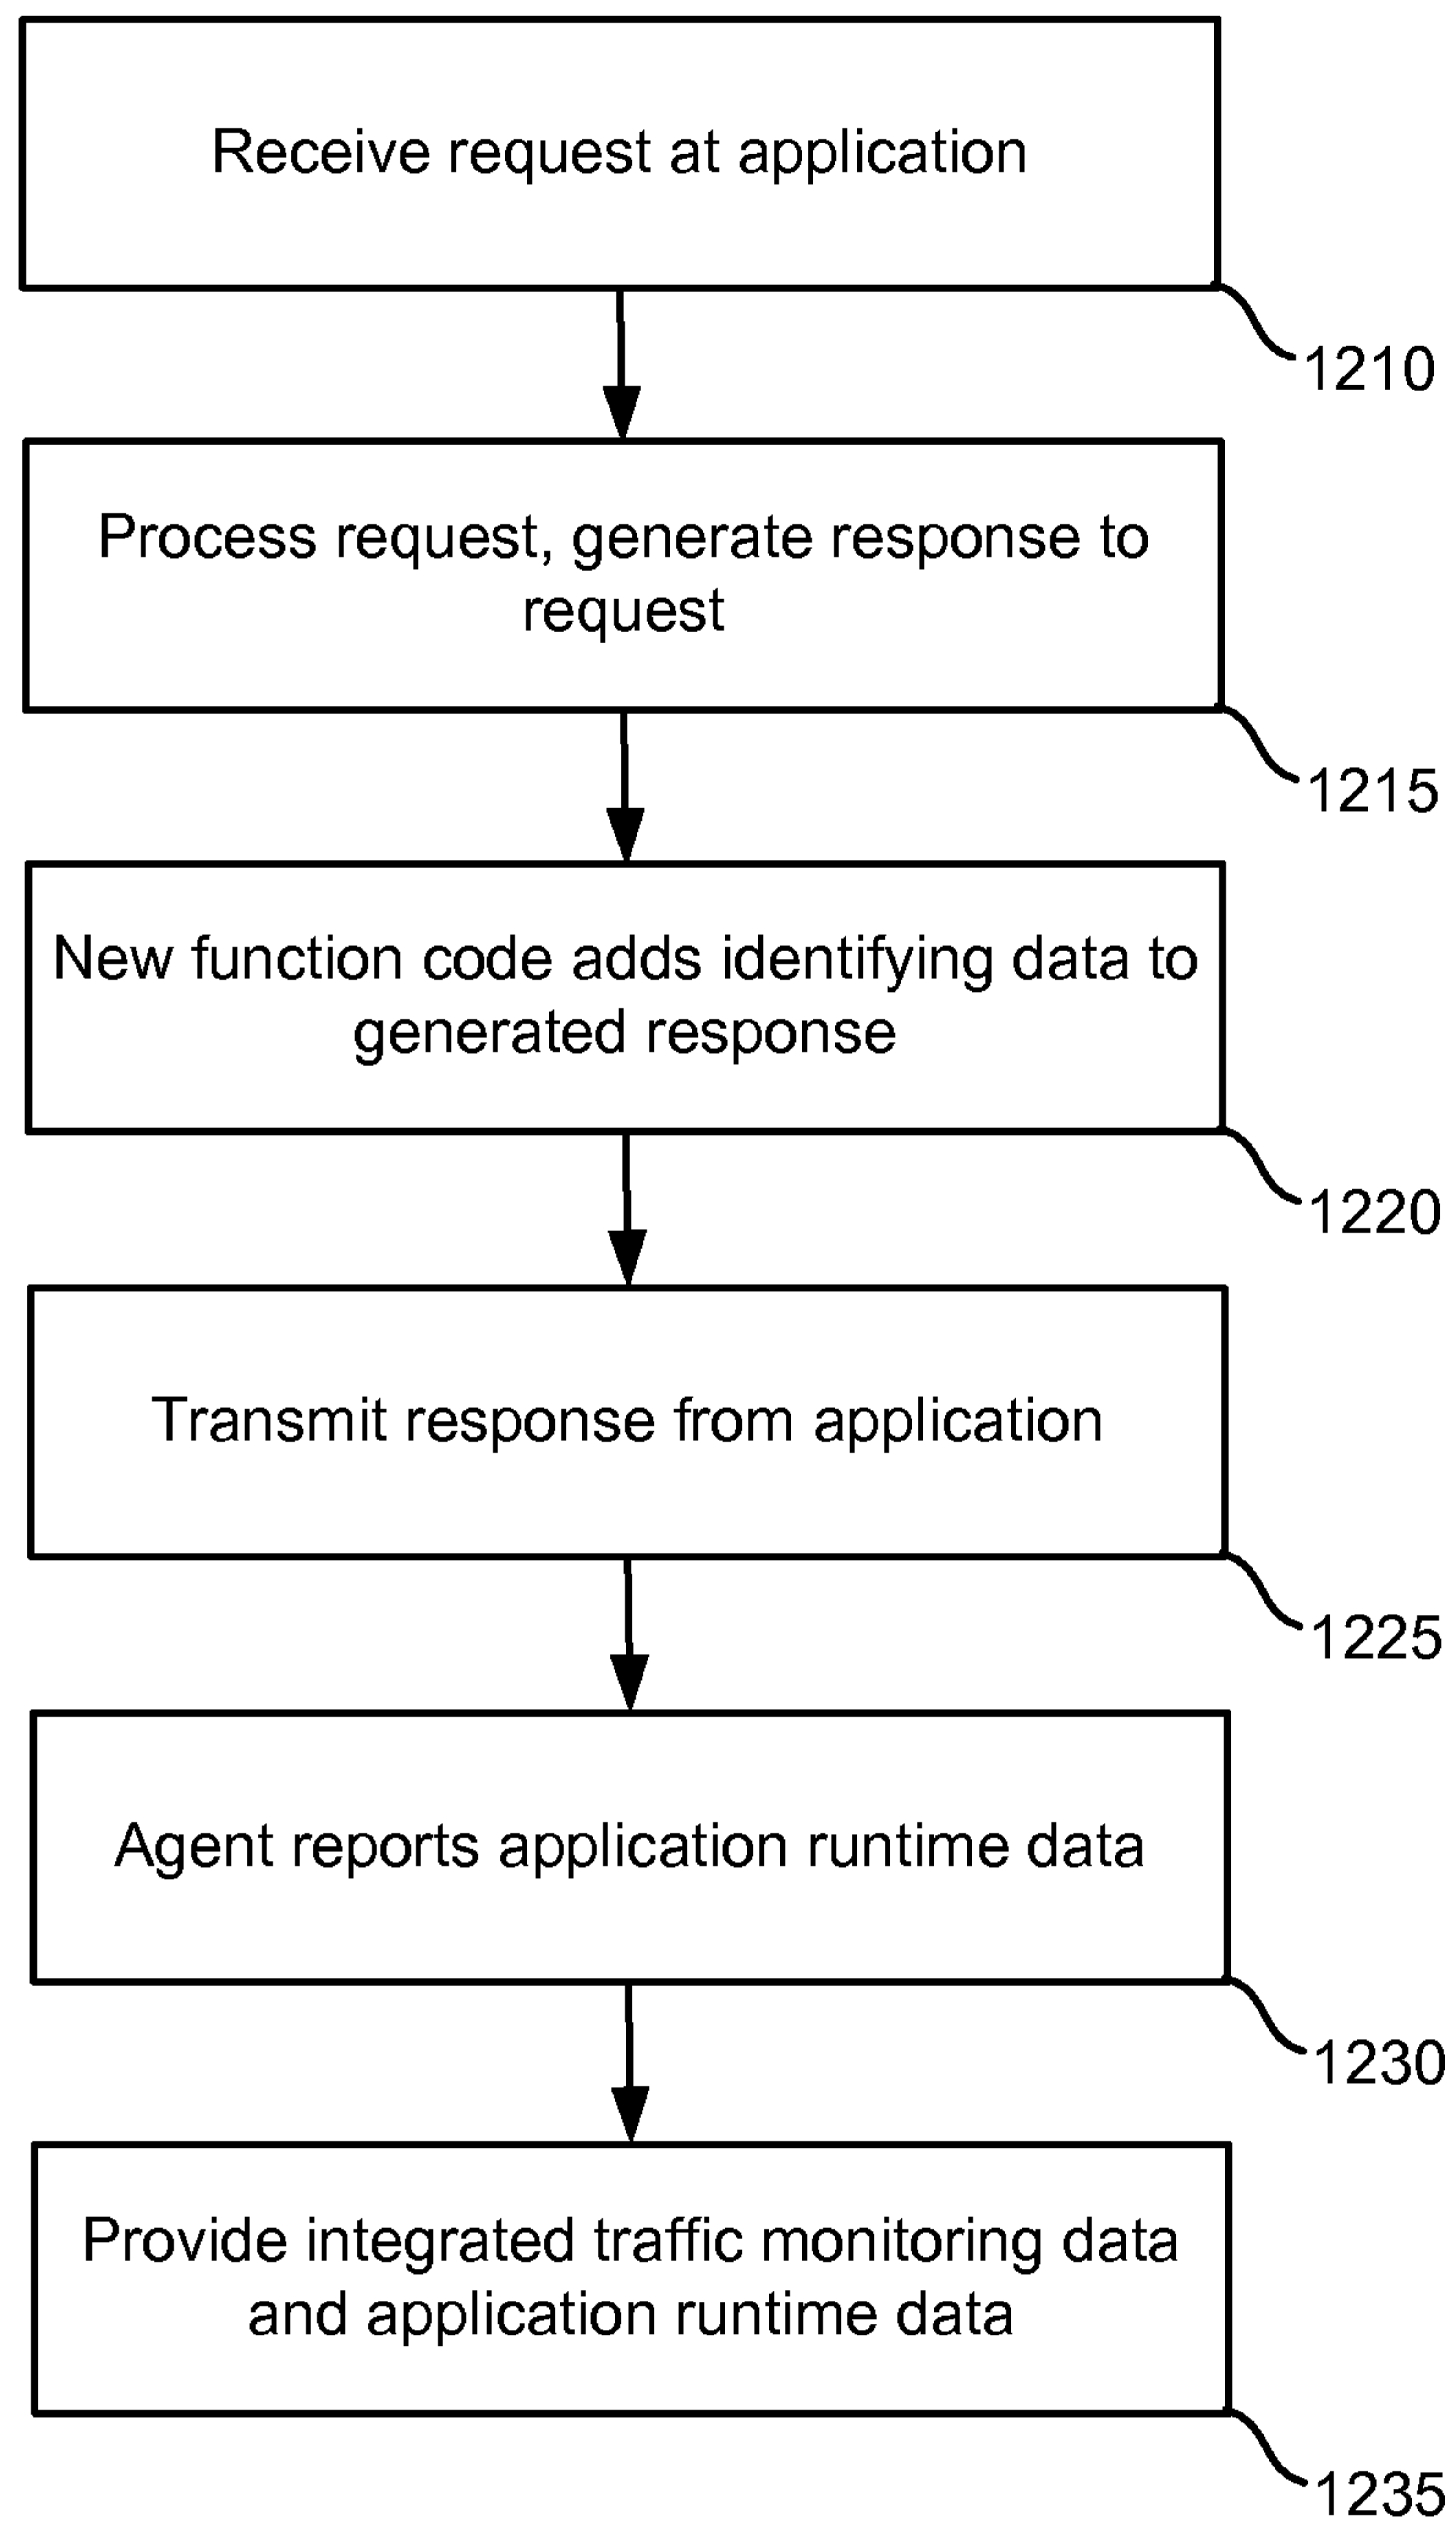 Receive request at application
1210
Process request, generate response to
request
1215
New function code adds identifying data to
generated response
1220
Transmit response from application
1225
Agent reports application runtime data
1230
Provide integrated traffic monitoring data
and application runtime data
1235